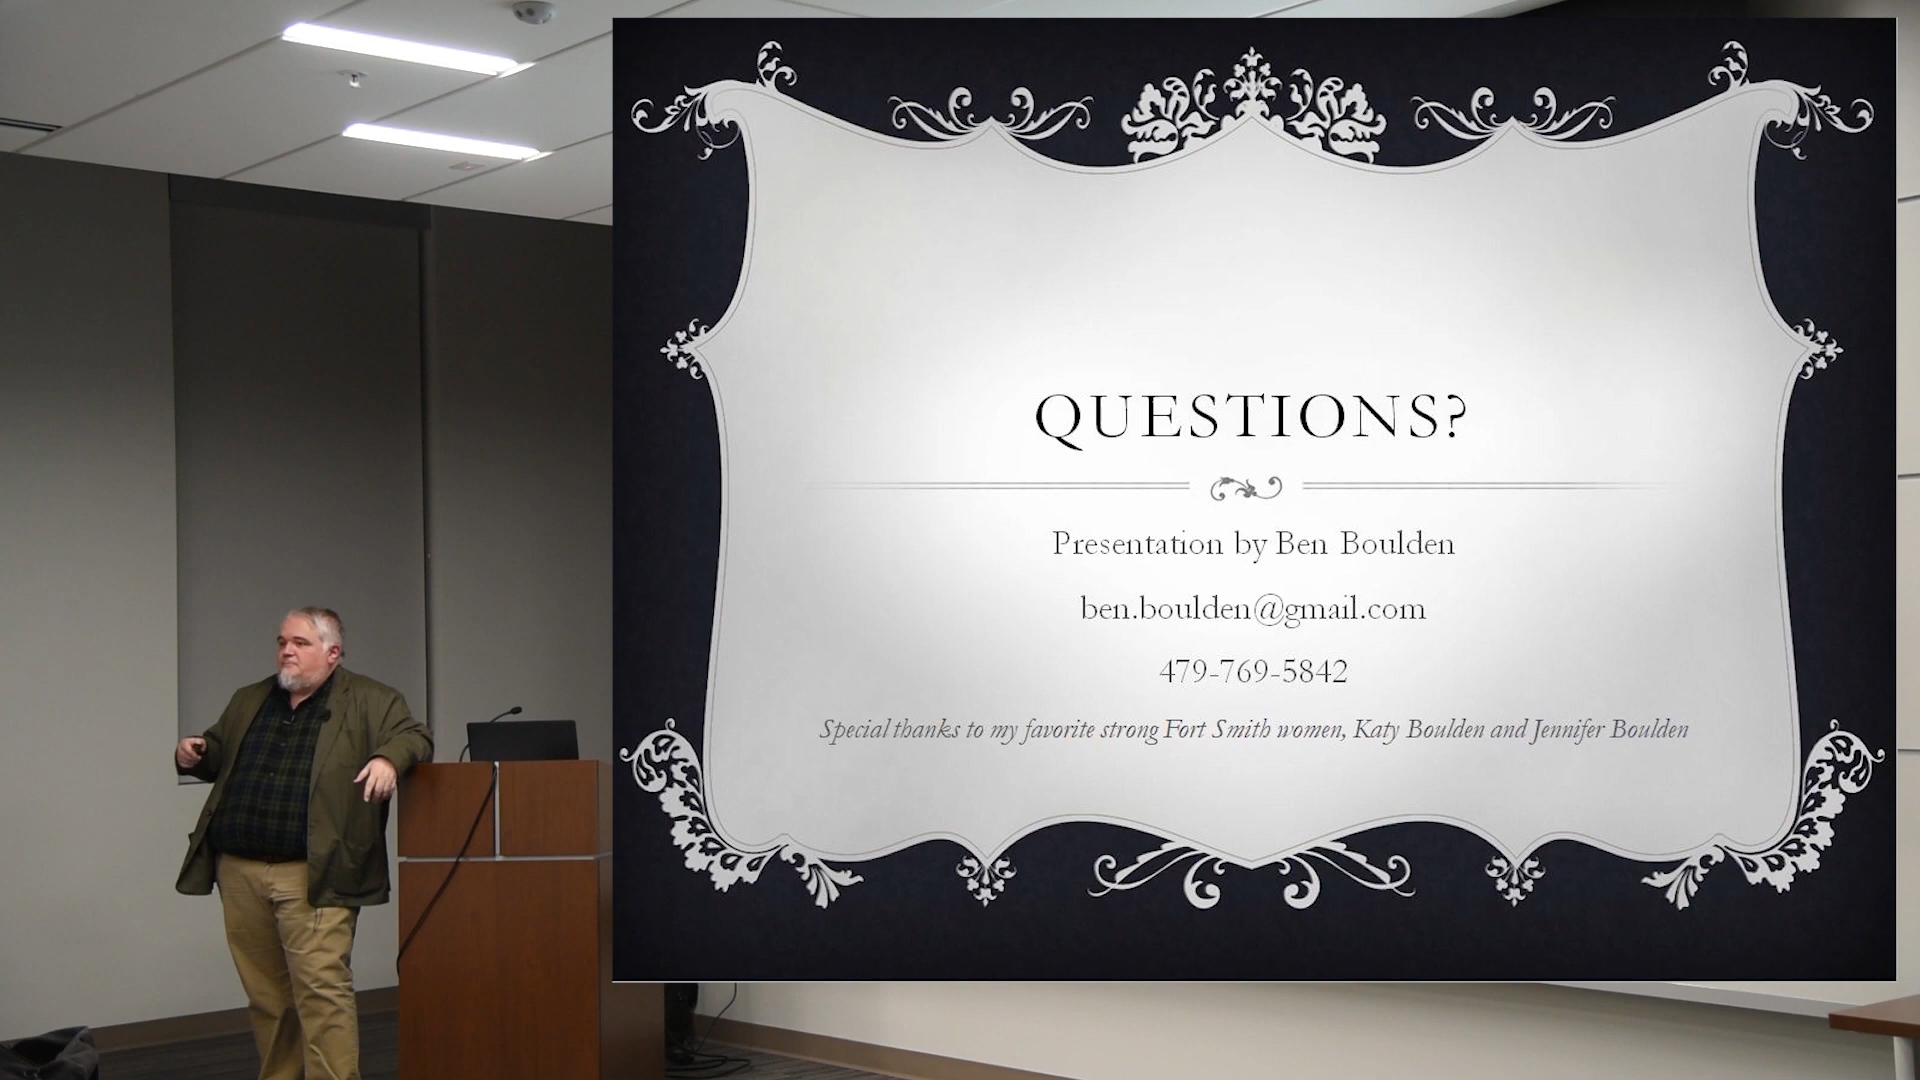 QUESTIONS?
Presentation by Ben Boulden
ben.boulden@gmail.com
479-769-5842
Special thanks to my favorite strong Fort Smith women, Katy Boulden and Jennifer Boulden